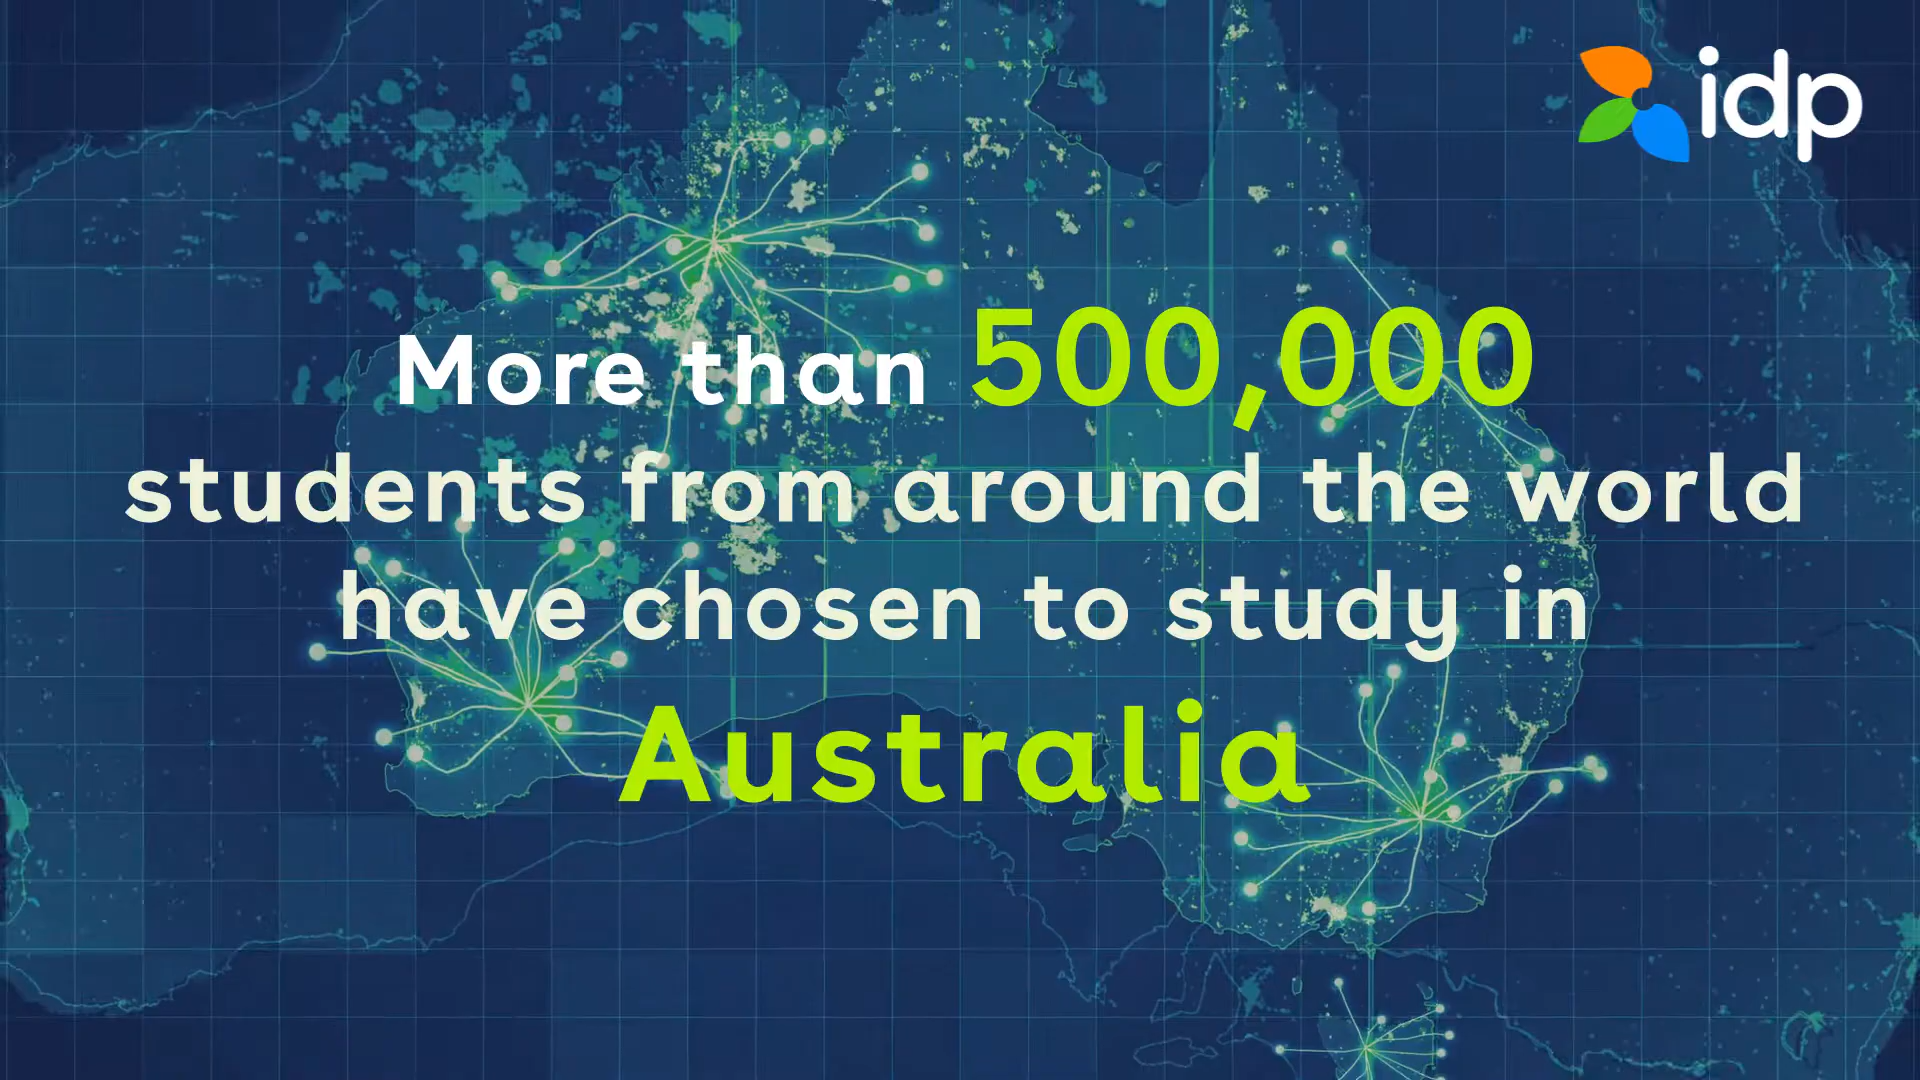 idp
More than 500,000
students from around the world
have chosen to study in
Australia